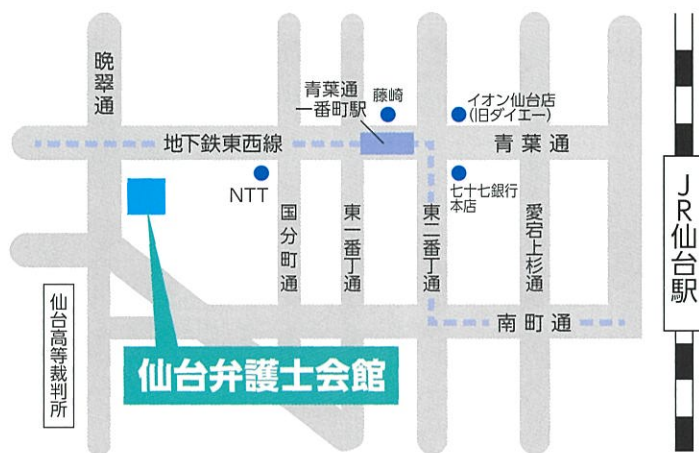 晩翠通
青葉通
一番町駅
藤崎
イオン仙台店
(旧ダイエー)
地下鉄東西線
青葉通
NTT
七十七銀行
本店
国分町通
東一番丁通
東二番丁通
愛宕上杉通
JR仙台駅
南町通
仙台高等裁判所
仙台弁護士会館